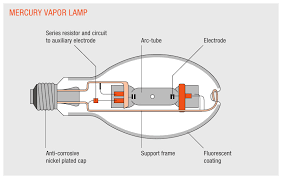 MERCURY VAPOR LAMP
Series resistor and circuit
to auxiliary electrode
Arc-tube
Electrode
Anti-corrosive
nickel plated cap
Support frame
Fluorescent
coating